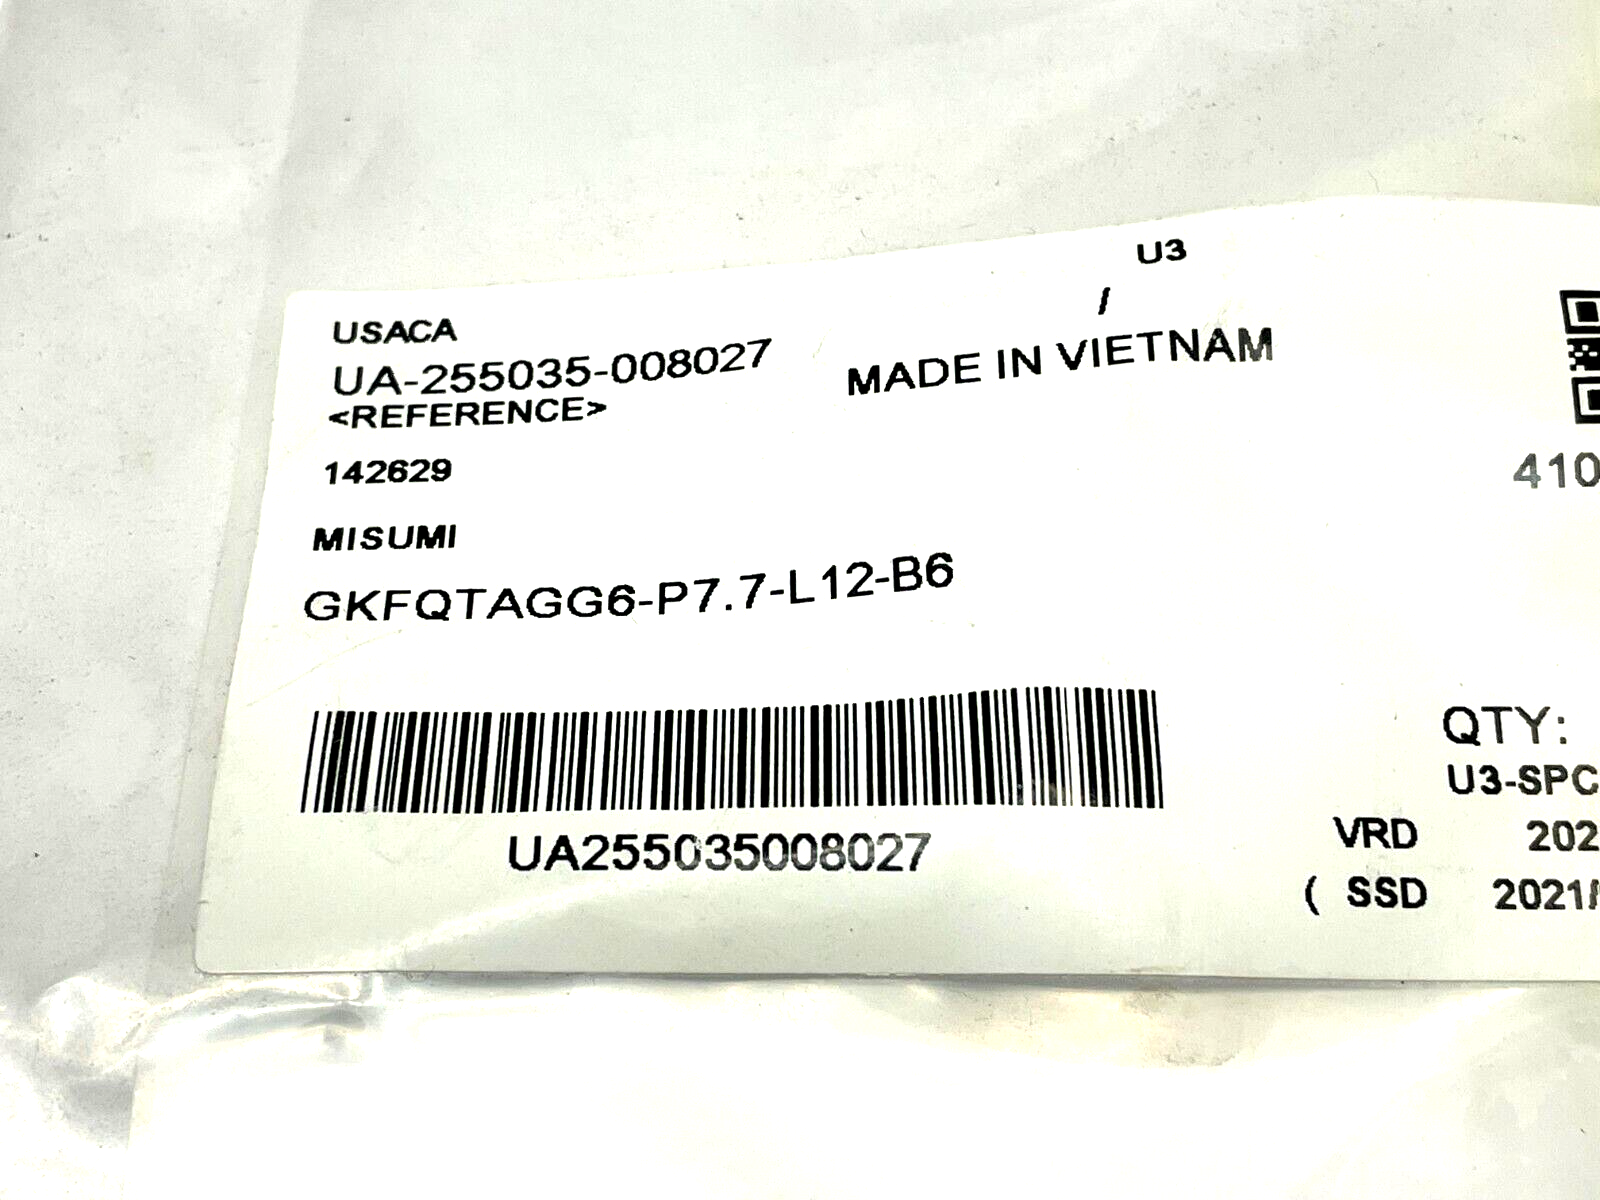 U3
/
USACA
UA-255035-008027
MADE IN VIETNAM
<REFERENCE>
410
142629
MISUMI
GKFQTAGG6-P7.7-L12-B6
QTY:
U3-SPC
UA255035008027
VRD 202
( SSD 2021/